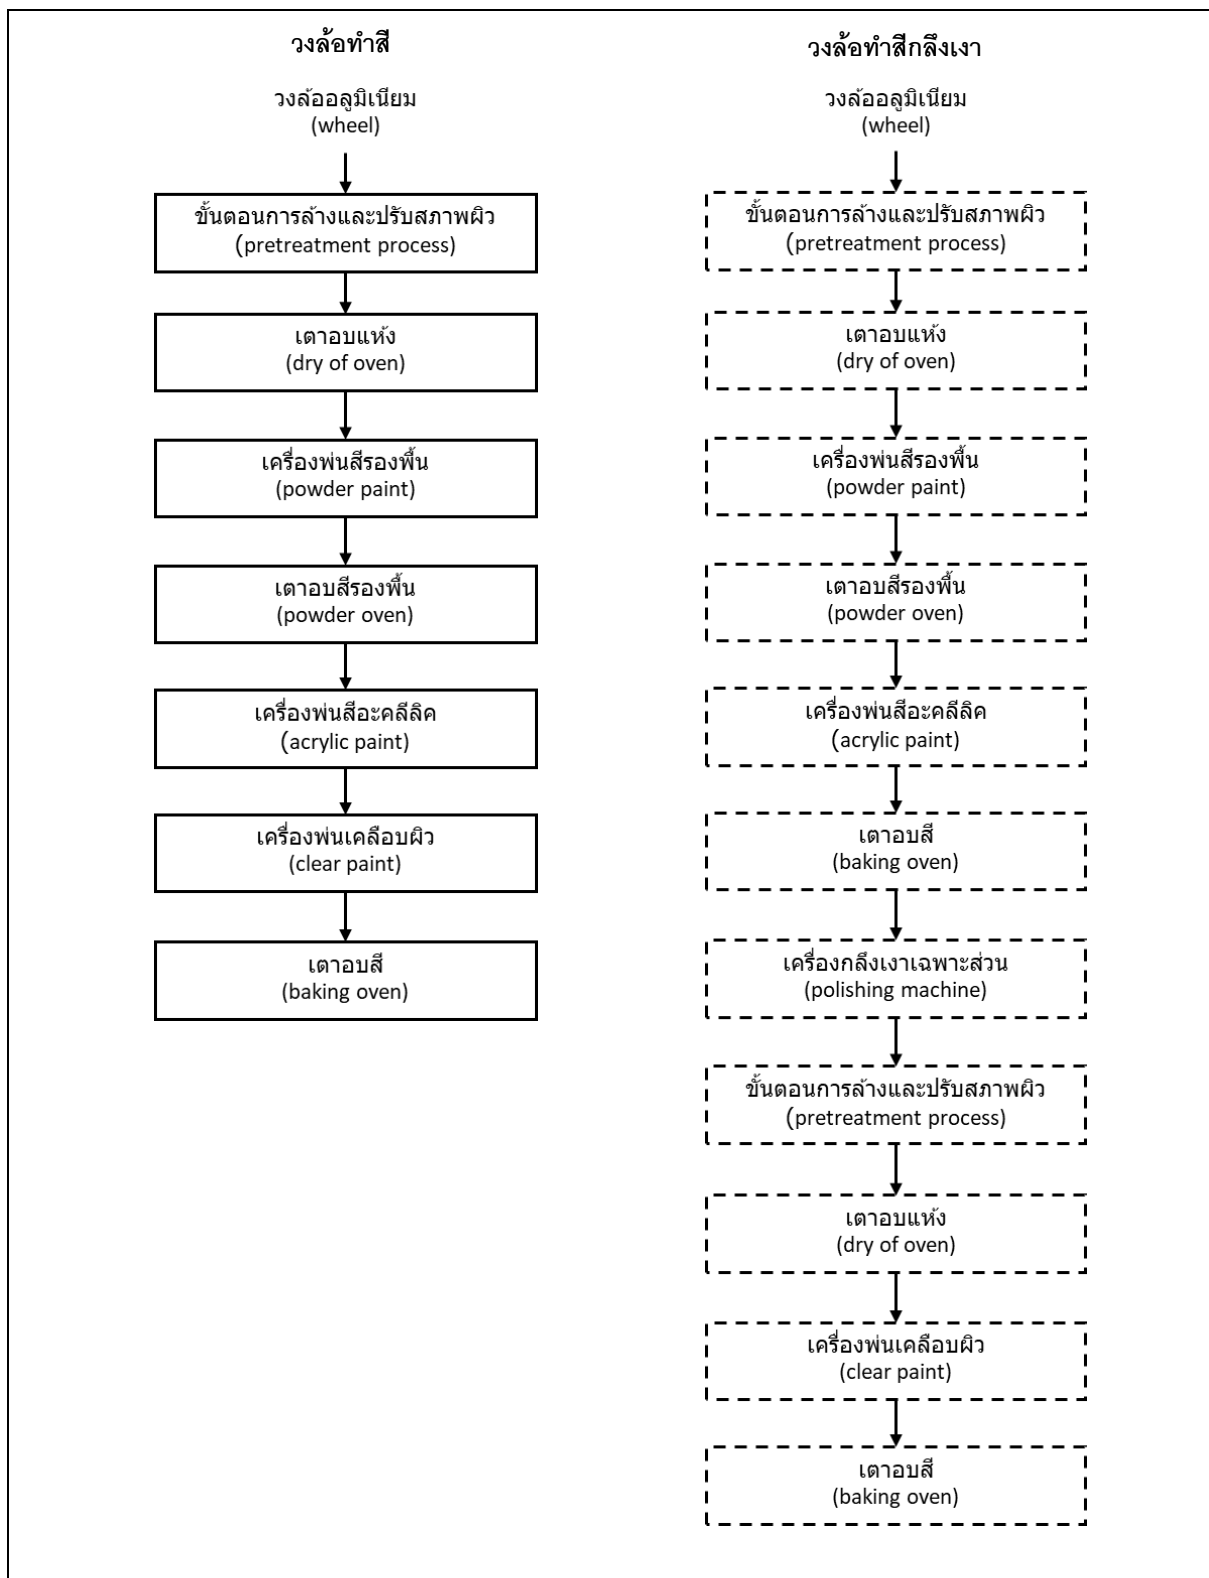 วงล้อทำสี
วงล้ออลูมิเนียม
(wheel)
ขั้นตอนการล้างและปรับสภาพผิว
(pretreatment process)
เตาอบแห้ง
(dry of oven)
เครื่องพ่นสีรองพื้น
(powder paint)
เตาอบสีรองพื้น
(powder oven)
เครื่องพ่นสีอะคลีลิค
(acrylic paint)
เครื่องพ่นเคลือบผิว
(clear paint)
เตาอบสี
(baking oven)
วงล้อทำสีกลึงเงา
วงล้ออลูมิเนียม
(wheel)
ขั้นตอนการล้างและปรับสภาพผิว
(pretreatment process)
เตาอบแห้ง
(dry of oven)
เครื่องพ่นสีรองพื้น
(powder paint)
เตาอบสีรองพื้น
(powder oven)
เครื่องพ่นสีอะคลีลิค
(acrylic paint)
เตาอบสี
(baking oven)
เครื่องกลึงเงาเฉพาะส่วน
(polishing machine)
ขั้นตอนการล้างและปรับสภาพผิว
(pretreatment process)
เตาอบแห้ง
(dry of oven)
เครื่องพ่นเคลือบผิว
(clear paint)
เตาอบสี
(baking oven)